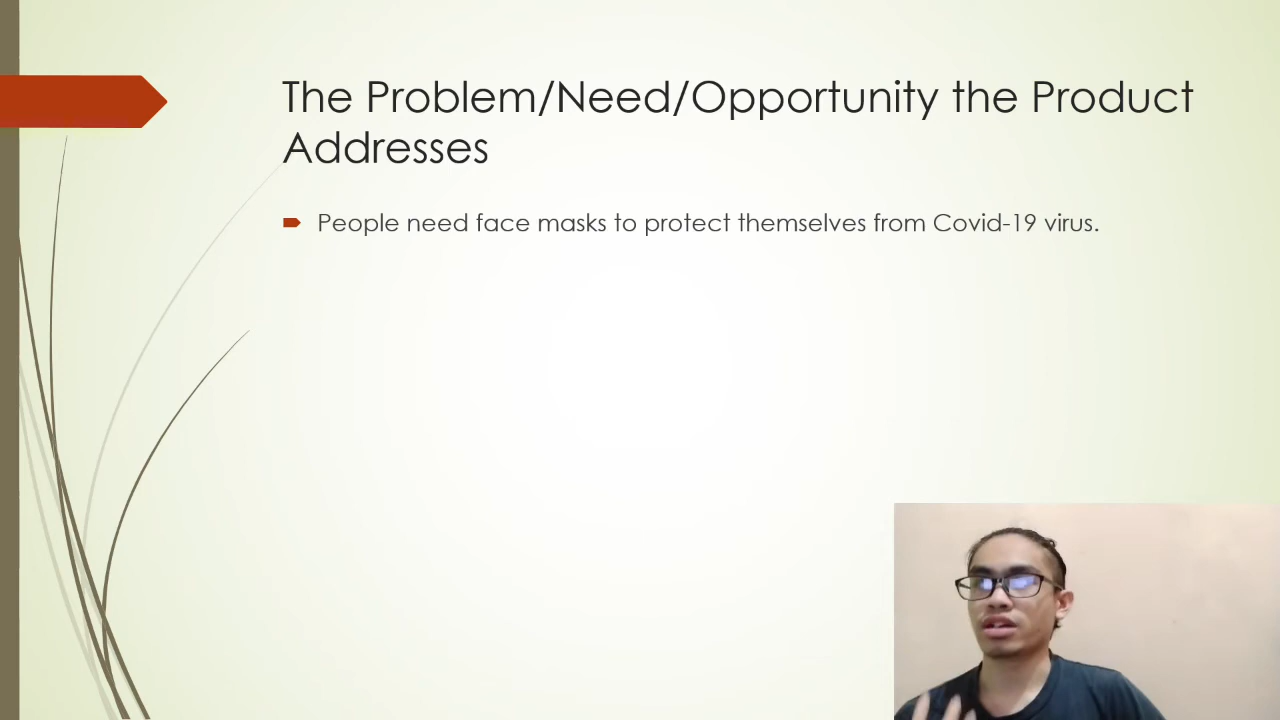 The Problem/Need/Opportunity the Product
Addresses
People need face masks to protect themselves from Covid-19 virus.